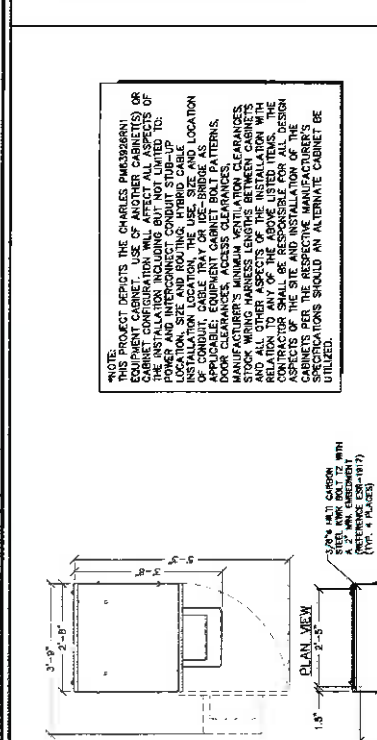 *NOTE:
THIS PROJECT DEPICTS THE CHARLES PM63926RN1
EQUIPMENT CABINET. USE OF ANOTHER CABINET(S) OR
CABINET CONFIGURATION WILL AFFECT ALL ASPECTS OF
THE INSTALLATION INCLUDING BUT NOT LIMITED TO:
POWER AND INTERCONNECT CONDUIT STUB-UP
LOCATION, SIZE AND ROUTING; HYBRID CABLE
INSTALLATION LOCATION, THE USE, SIZE AND LOCATION
OF CONDUIT, CABLE TRAY OR ICE-BRIDGE AS
APPLICABLE; EQUIPMENT CABINET BOLT PATTERNS,
DOOR CLEARANCES, ACCESS CLEARANCES,
MANUFACTURER'S MINIMUM VENTILATION CLEARANCES,
STOCK WIRING HARNESS LENGTHS BETWEEN CABINETS
AND ALL OTHER ASPECTS OF THE INSTALLATION WITH
RELATION TO ANY OF THE ABOVE LISTED ITEMS. THE
CONTRACTOR SHALL BE RESPONSIBLE FOR ALL DESIGN
ASPECTS OF THE SITE AND INSTALLATION OF THE
CABINETS PER THE RESPECTIVE MANUFACTURER'S
SPECIFICATIONS SHOULD AN ALTERNATE CABINET BE
UTILIZED.
3'-9"
2'-8"
3'-8"
5'-3"
PLAN VIEW
1.5"
2'-5"
3/8"ø HILTI CARBON
STEEL KWIK BOLT TZ WITH
A 2" MIN. EMBEDMENT
(REFERENCE ESR-1917)
(TYP. 4 PLACES)